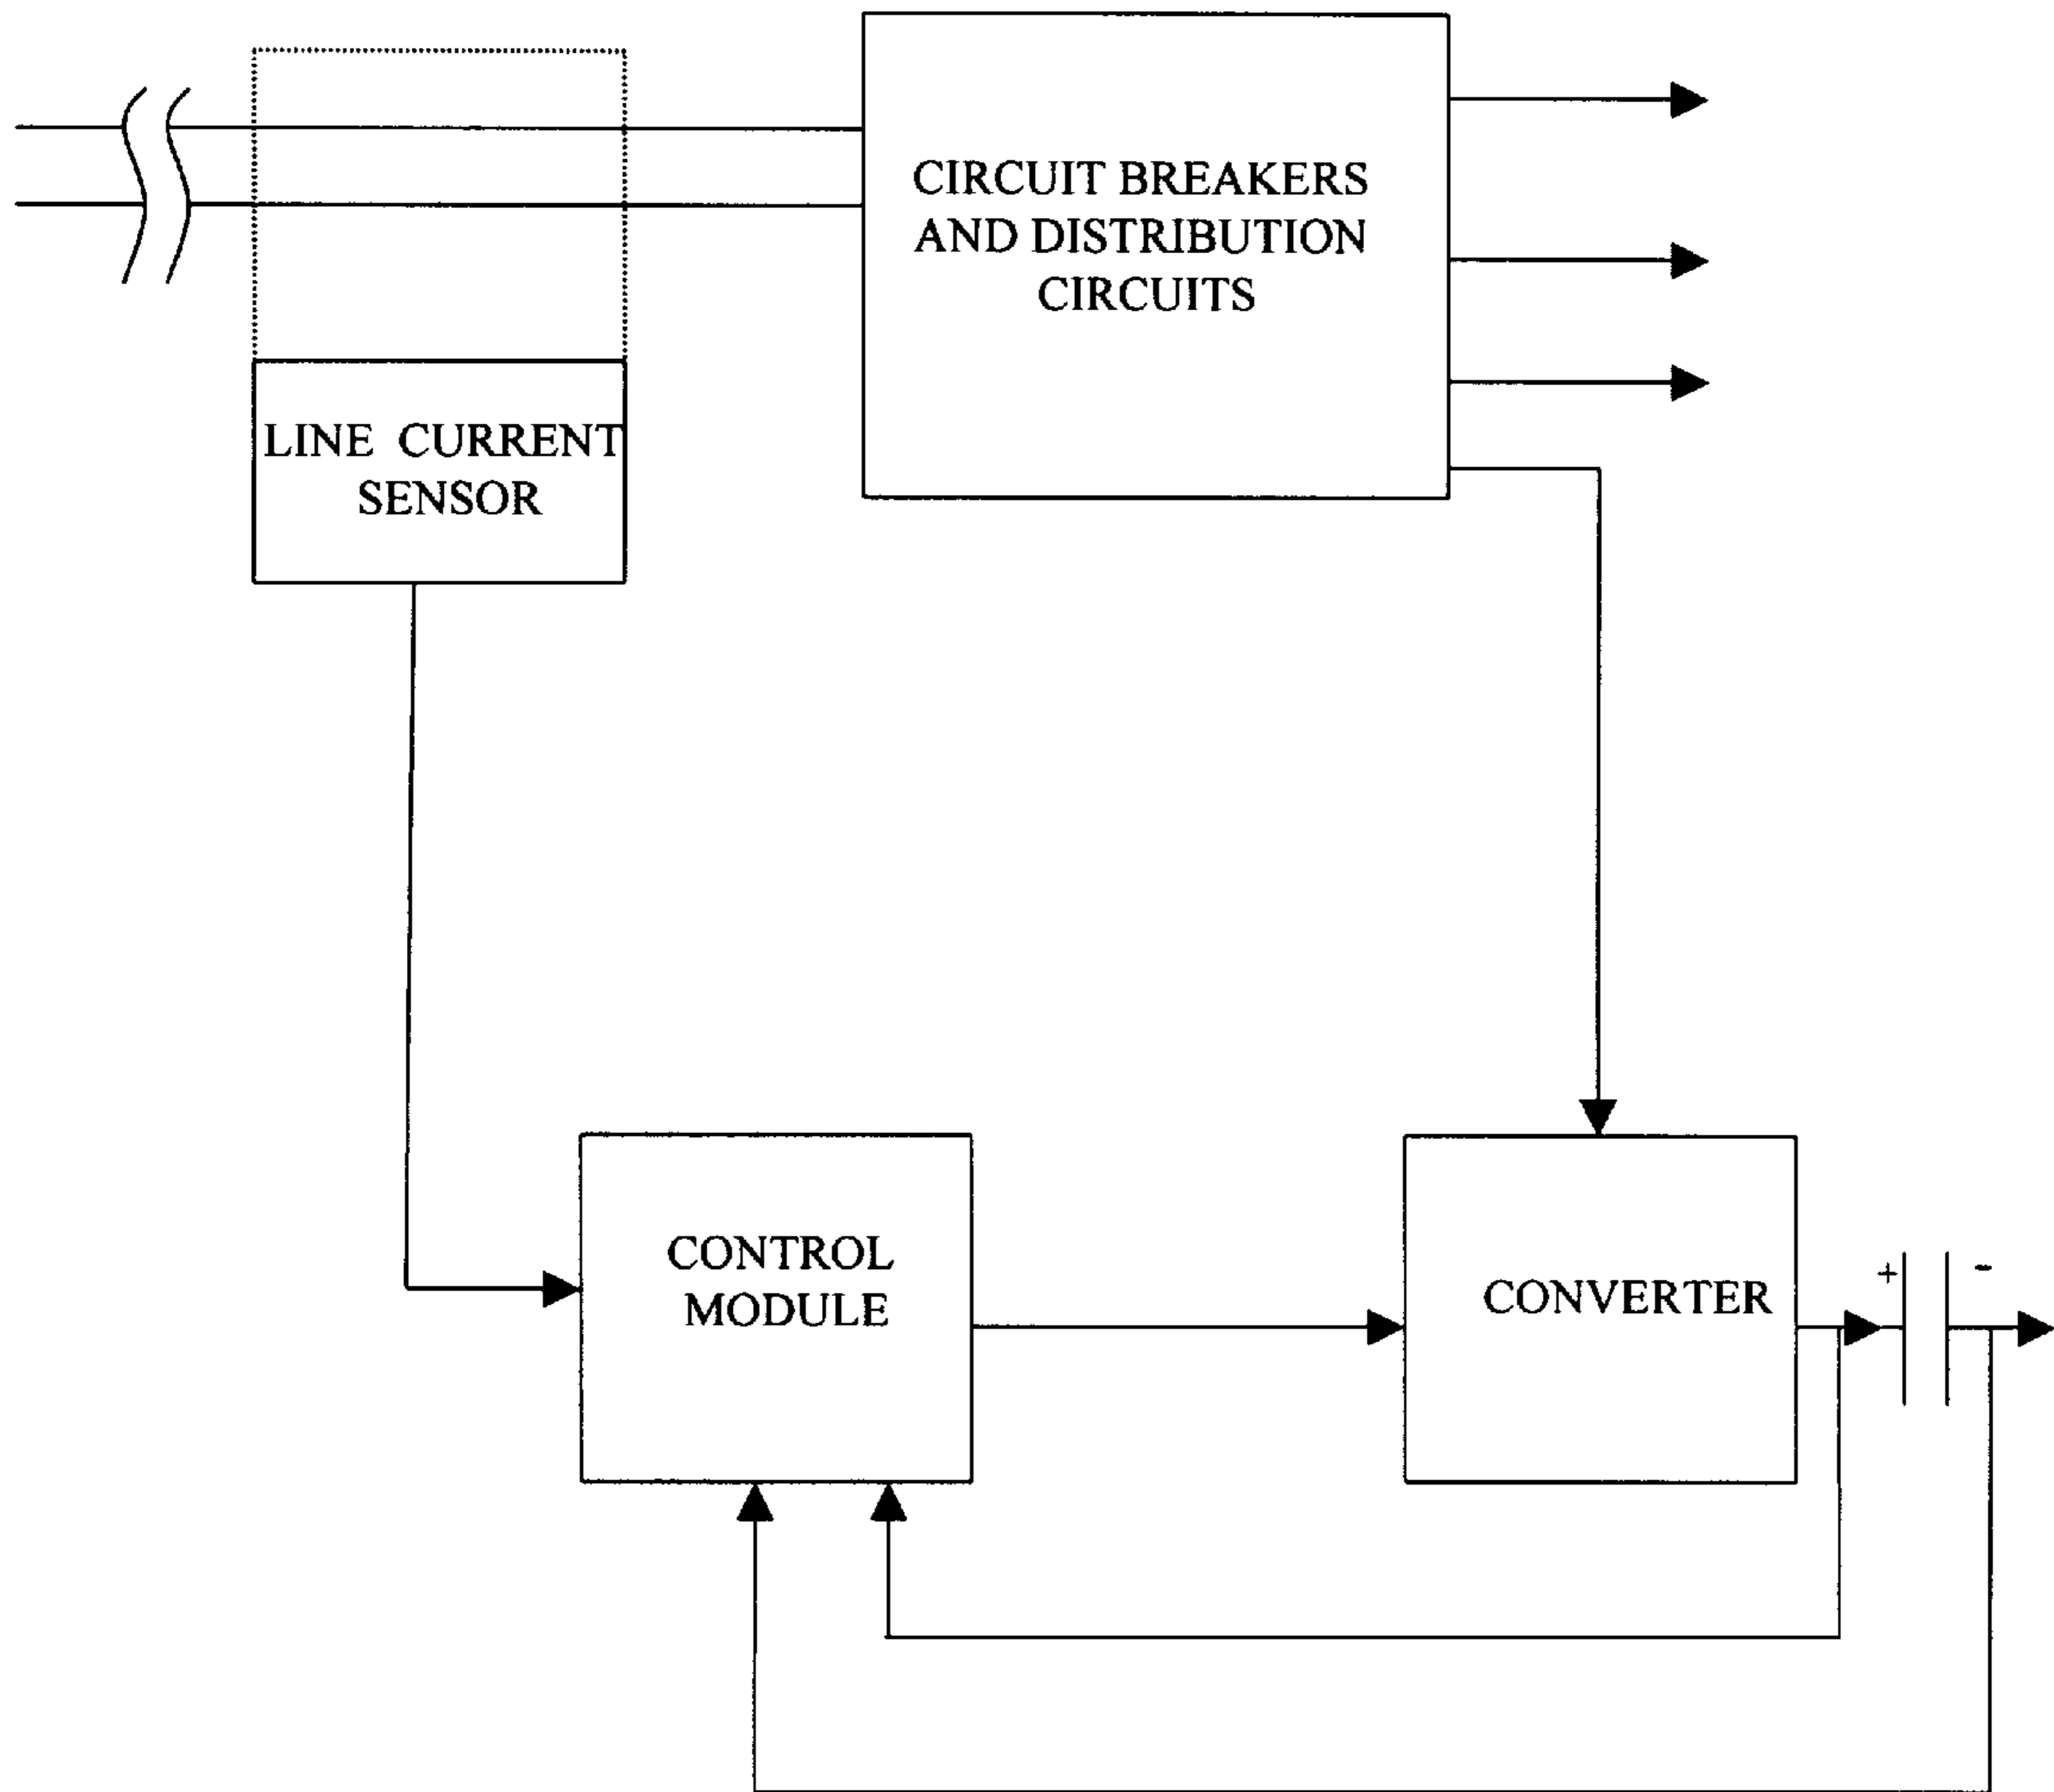 CIRCUIT BREAKERS
AND DISTRIBUTION
CIRCUITS
LINE CURRENT
SENSOR
CONTROL
MODULE
CONVERTER
+ -